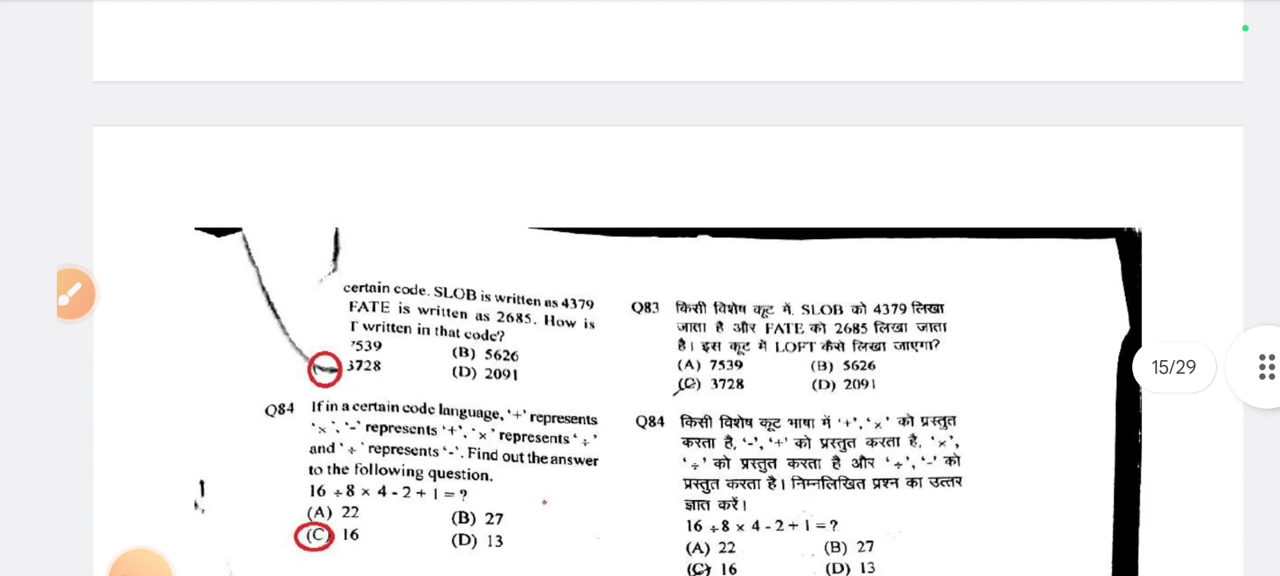 certain code. SLOB is written as 4379
FATE is written as 2685. How is
T written in that code?
7539
(B) 5626
3728
(D) 2091
Q84 If in a certain code language, '+' represents
'×', '-' represents '+', '×' represents '÷'
and '÷' represents '-'. Find out the answer
to the following question.
16 ÷ 8 × 4 - 2 + 1 = ?
(A) 22
(B) 27
(C) 16
(D) 13
Q83 किसी विशेष कूट में, SLOB को 4379 लिखा
जाता है और FATE को 2685 लिखा जाता
है। इस कूट में LOFT कैसे लिखा जाएगा?
(A) 7539 (B) 5626
(C) 3728 (D) 2091
Q84 किसी विशेष कूट भाषा में '+', '×' को प्रस्तुत
करता है, '-', '+' को प्रस्तुत करता है, '×',
'÷' को प्रस्तुत करता है और '÷', '-' को
प्रस्तुत करता है। निम्नलिखित प्रश्न का उत्तर
ज्ञात करें।
16 ÷ 8 × 4 - 2 + 1 = ?
(A) 22 (B) 27
(C) 16 (D) 13
15/29